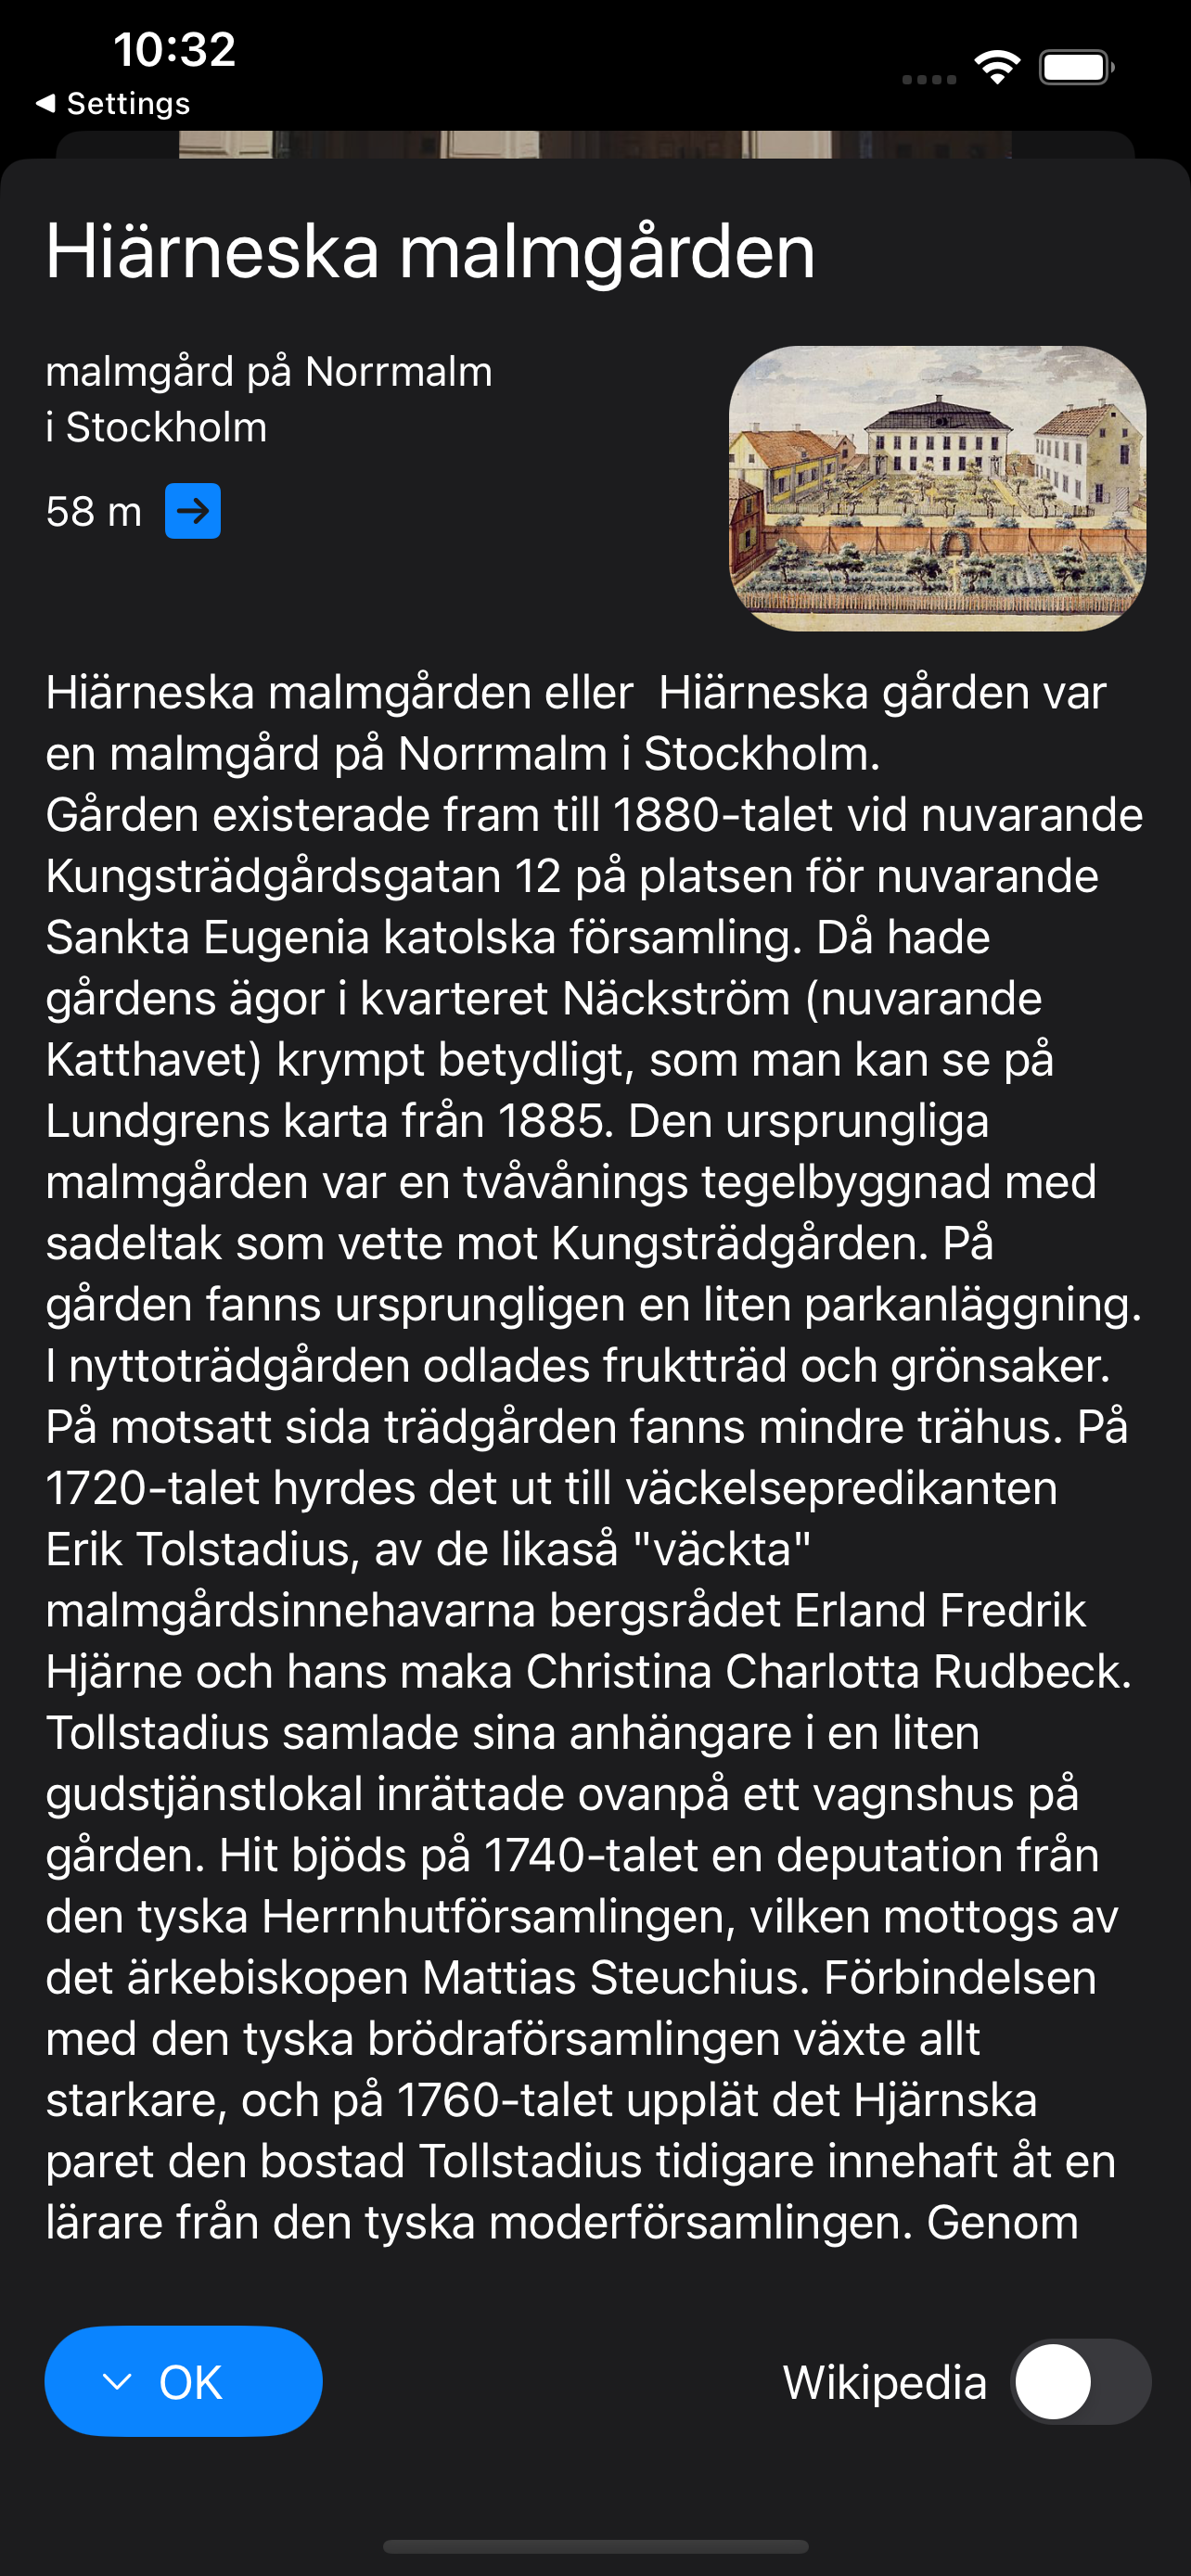 10:32
◀ Settings
Hiärneska malmgården
malmgård på Norrmalm
i Stockholm
58 m
Hiärneska malmgården eller  Hiärneska gården var
en malmgård på Norrmalm i Stockholm.
Gården existerade fram till 1880-talet vid nuvarande
Kungsträdgårdsgatan 12 på platsen för nuvarande
Sankta Eugenia katolska församling. Då hade
gårdens ägor i kvarteret Näckström (nuvarande
Katthavet) krympt betydligt, som man kan se på
Lundgrens karta från 1885. Den ursprungliga
malmgården var en tvåvånings tegelbyggnad med
sadeltak som vette mot Kungsträdgården. På
gården fanns ursprungligen en liten parkanläggning.
I nyttoträdgården odlades fruktträd och grönsaker.
På motsatt sida trädgården fanns mindre trähus. På
1720-talet hyrdes det ut till väckelsepredikanten
Erik Tolstadius, av de likaså "väckta"
malmgårdsinnehavarna bergsrådet Erland Fredrik
Hjärne och hans maka Christina Charlotta Rudbeck.
Tollstadius samlade sina anhängare i en liten
gudstjänstlokal inrättade ovanpå ett vagnshus på
gården. Hit bjöds på 1740-talet en deputation från
den tyska Herrnhutförsamlingen, vilken mottogs av
det ärkebiskopen Mattias Steuchius. Förbindelsen
med den tyska brödraförsamlingen växte allt
starkare, och på 1760-talet upplät det Hjärnska
paret den bostad Tollstadius tidigare innehaft åt en
lärare från den tyska moderförsamlingen. Genom
OK
Wikipedia